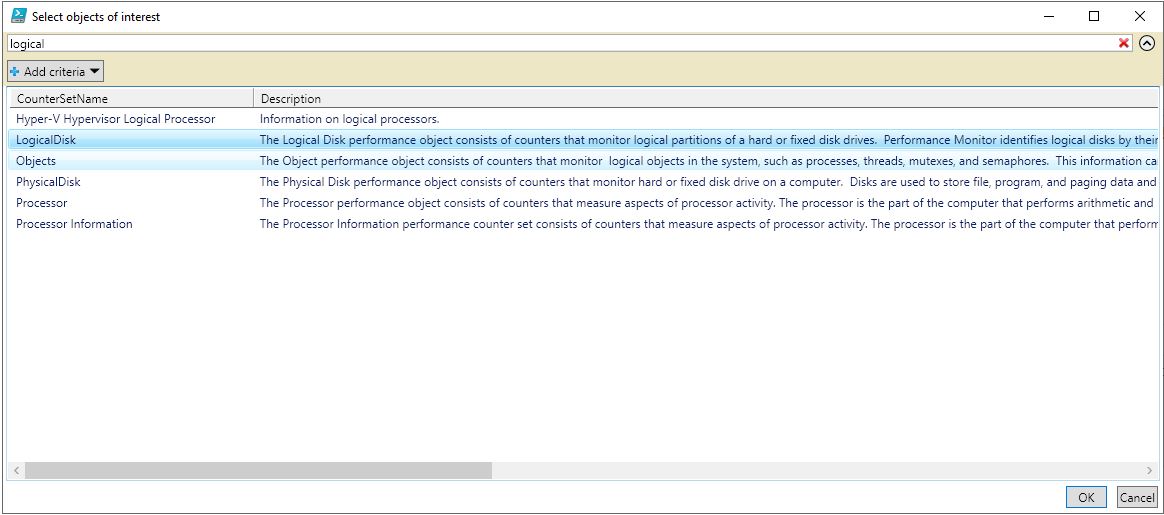 Select objects of interest
logical
Add criteria
CounterSetName Description
Hyper-V Hypervisor Logical Processor Information on logical processors.
LogicalDisk The Logical Disk performance object consists of counters that monitor logical partitions of a hard or fixed disk drives.  Performance Monitor identifies logical disks by their
Objects The Object performance object consists of counters that monitor  logical objects in the system, such as processes, threads, mutexes, and semaphores.  This information ca
PhysicalDisk The Physical Disk performance object consists of counters that monitor hard or fixed disk drive on a computer.  Disks are used to store file, program, and paging data and
Processor The Processor performance object consists of counters that measure aspects of processor activity. The processor is the part of the computer that performs arithmetic and
Processor Information The Processor Information performance counter set consists of counters that measure aspects of processor activity. The processor is the part of the computer that perform
OK Cancel